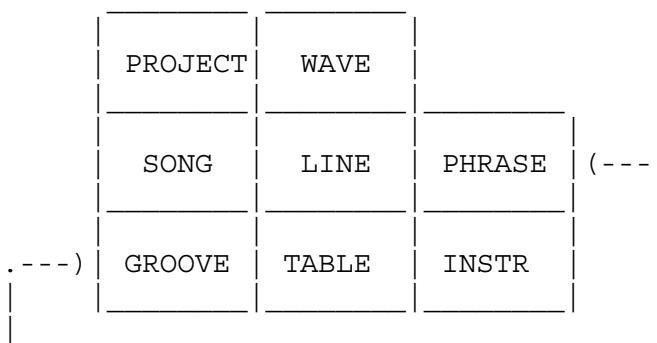 PROJECT WAVE
SONG LINE PHRASE (---
.---) GROOVE TABLE INSTR